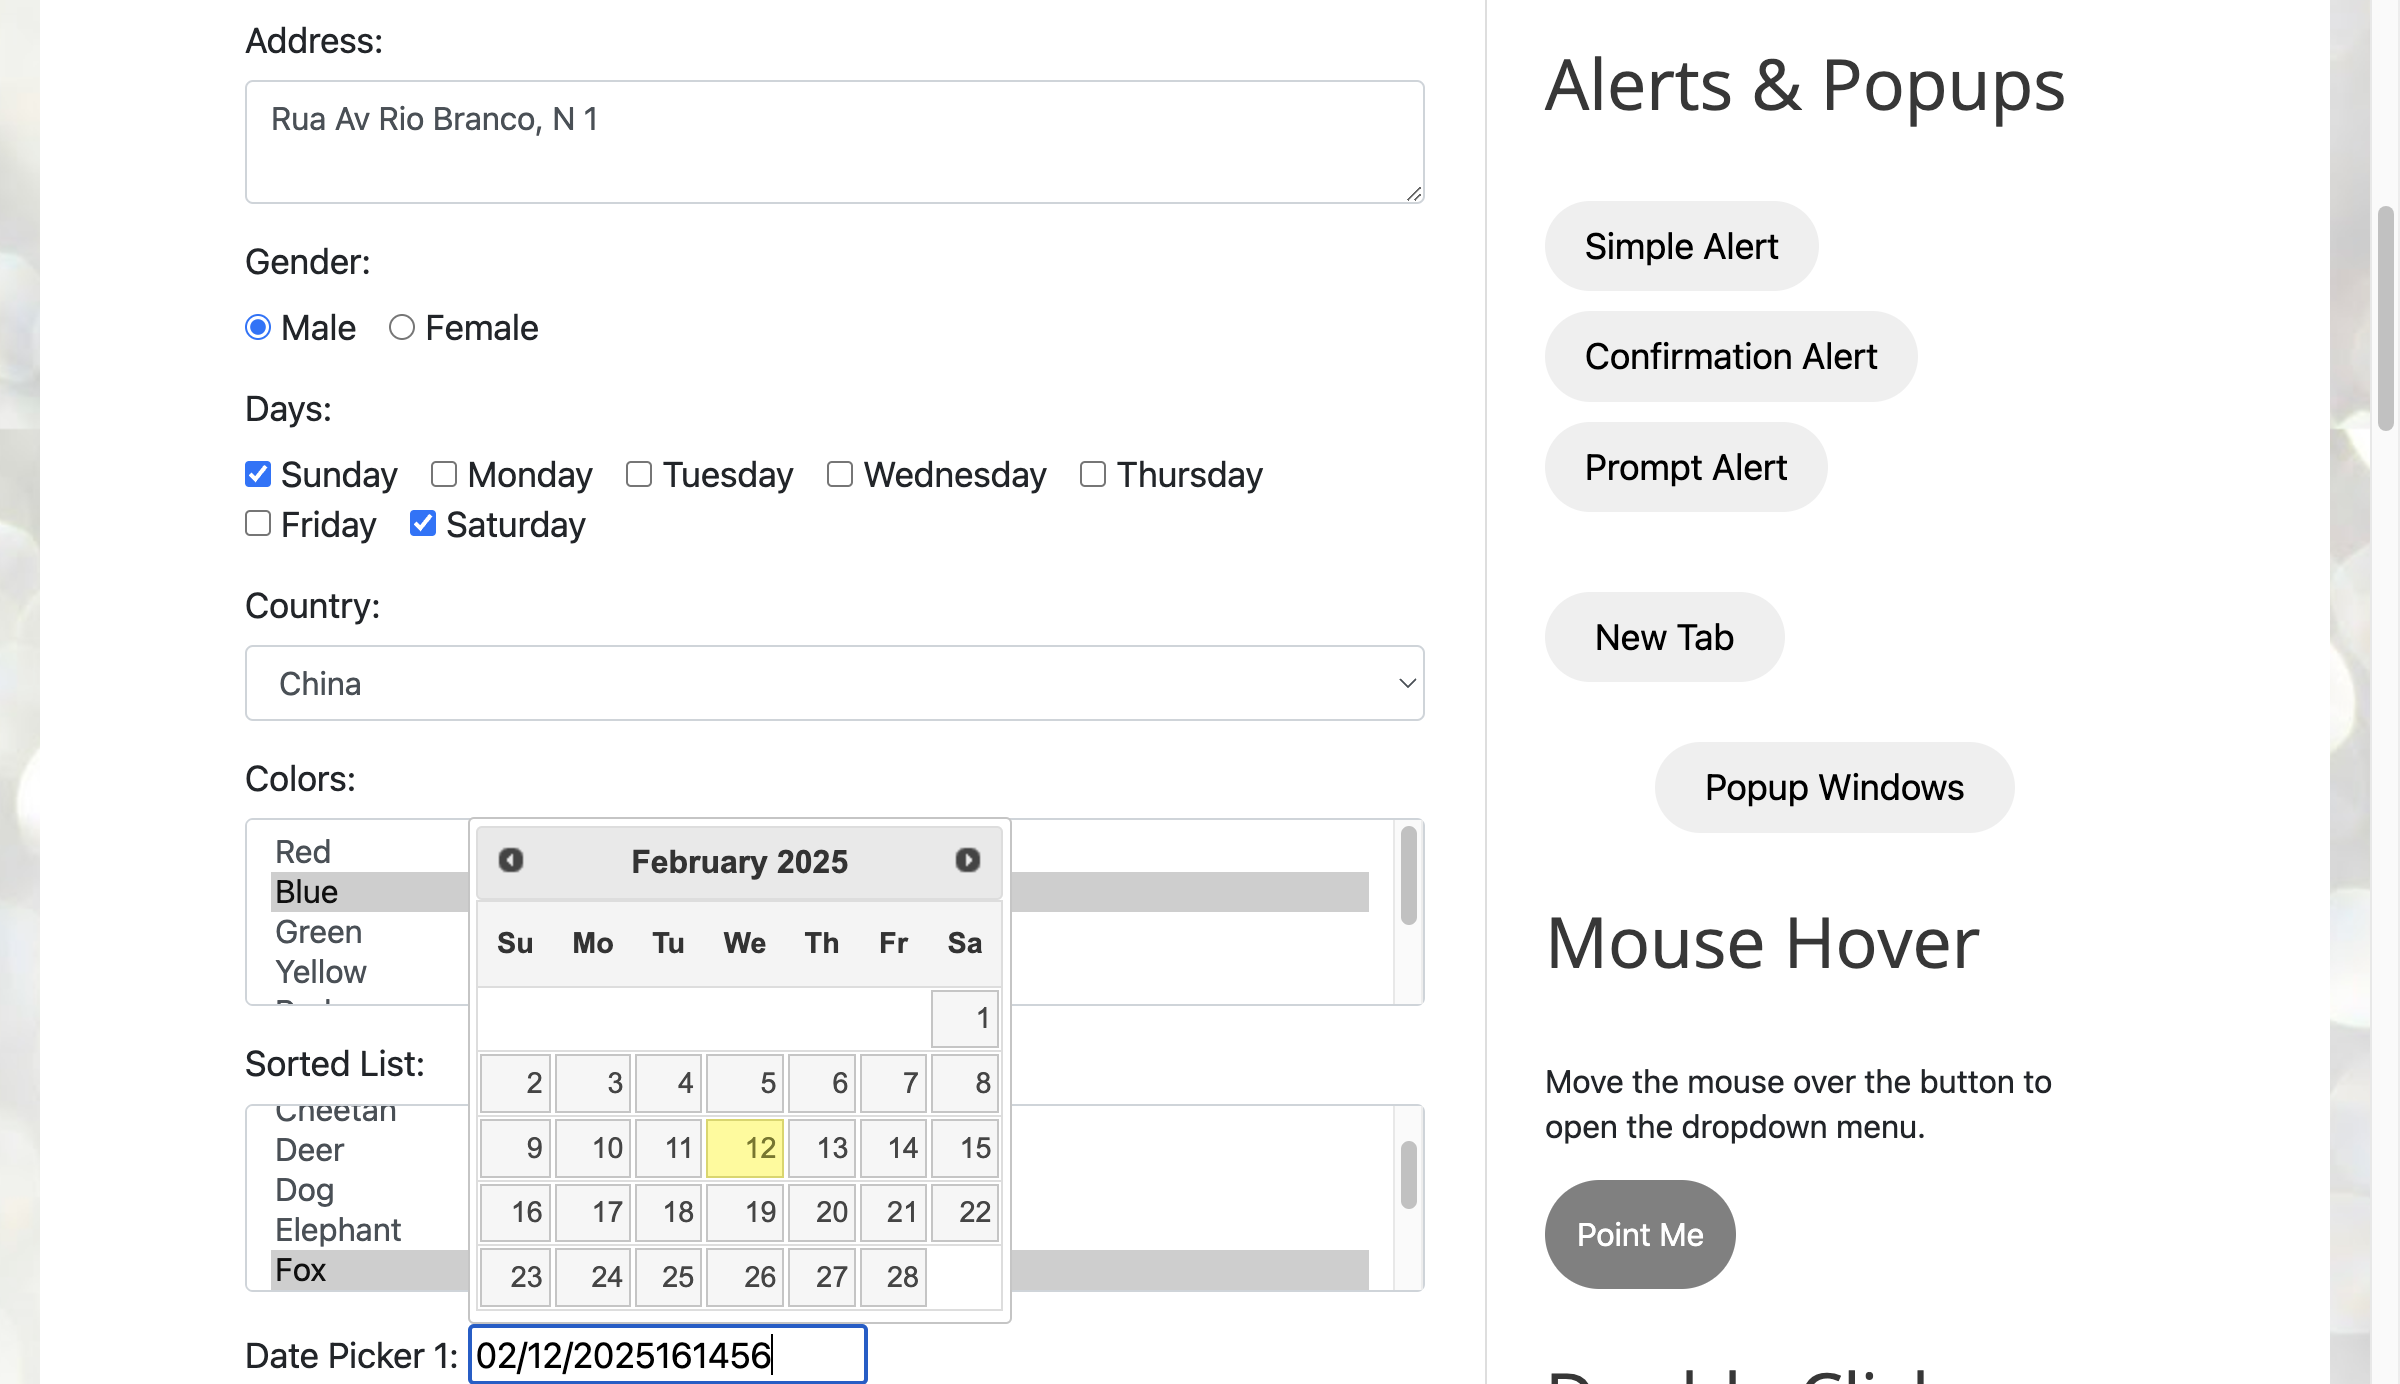 Address:
Rua Av Rio Branco, N 1
Gender:
Male Female
Days:
Sunday Monday Tuesday Wednesday Thursday
Friday Saturday
Country:
China
Colors:
Red
Blue
Green
Yellow
February 2025
Su Mo Tu We Th Fr Sa
1
2 3 4 5 6 7 8
9 10 11 12 13 14 15
16 17 18 19 20 21 22
23 24 25 26 27 28
Sorted List:
Cheetah
Deer
Dog
Elephant
Fox
Date Picker 1: 02/12/2025161456
Alerts & Popups
Simple Alert
Confirmation Alert
Prompt Alert
New Tab
Popup Windows
Mouse Hover
Move the mouse over the button to
open the dropdown menu.
Point Me